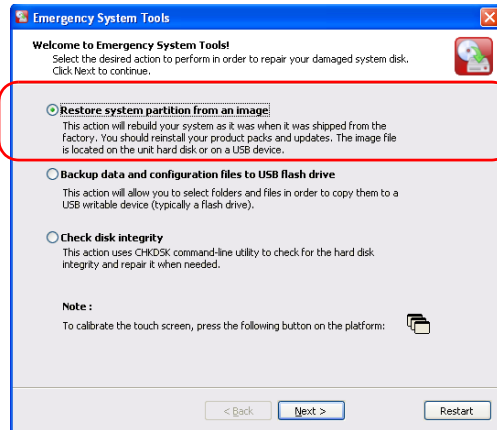 Emergency System Tools
Welcome to Emergency System Tools!
Select the desired action to perform in order to repair your damaged system disk.
Click Next to continue.
Restore system partition from an image
This action will rebuild your system as it was when it was shipped from the
factory. You should reinstall your product packs and updates. The image file
is located on the unit hard disk or on a USB device.
Backup data and configuration files to USB flash drive
This action will allow you to select folders and files in order to copy them to a
USB writable device (typically a flash drive).
Check disk integrity
This action uses CHKDSK command-line utility to check for the hard disk
integrity and repair it when needed.
Note :
To calibrate the touch screen, press the following button on the platform:
< Back Next > Restart